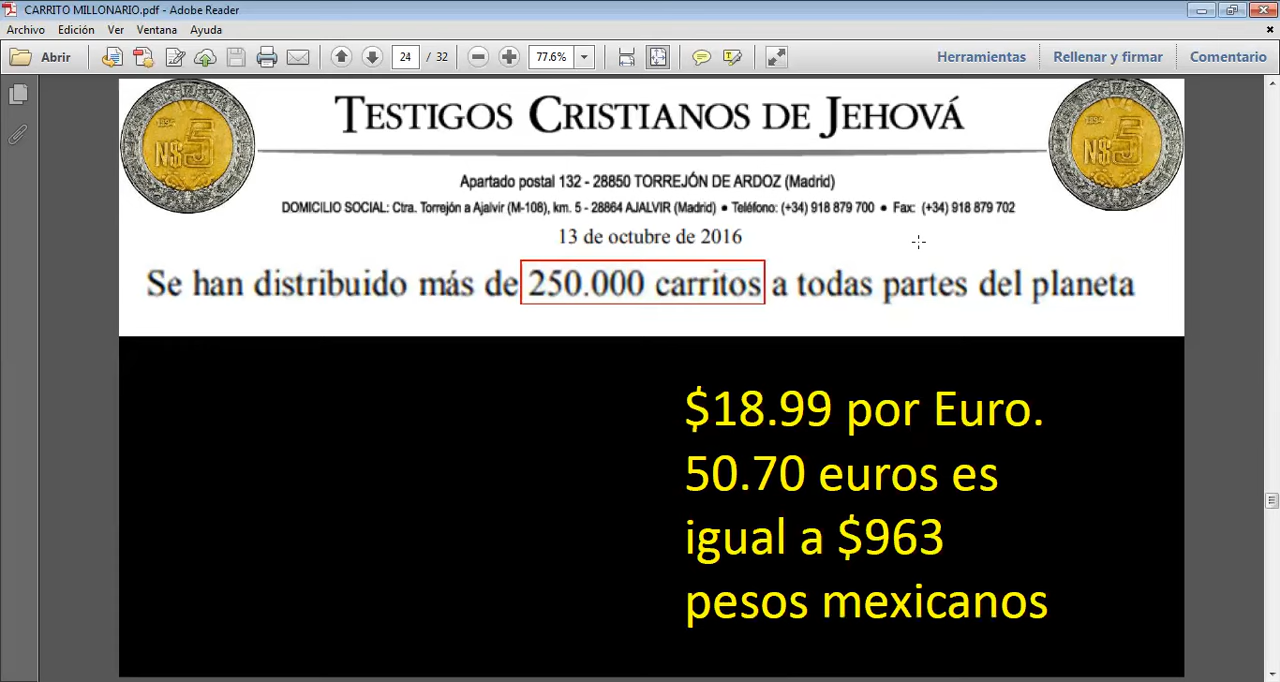 CARRITO MILLONARIO.pdf - Adobe Reader
Archivo Edición Ver Ventana Ayuda
Abrir 24 / 32 77.6% Herramientas Rellenar y firmar Comentario
TESTIGOS CRISTIANOS DE JEHOVÁ
1994 N$5
1994 N$5
Apartado postal 132 - 28850 TORREJÓN DE ARDOZ (Madrid)
DOMICILIO SOCIAL: Ctra. Torrejón a Ajalvir (M-108), km. 5 - 28864 AJALVIR (Madrid) • Teléfono: (+34) 918 879 700 • Fax: (+34) 918 879 702
13 de octubre de 2016
Se han distribuido más de 250.000 carritos a todas partes del planeta
$18.99 por Euro.
50.70 euros es
igual a $963
pesos mexicanos